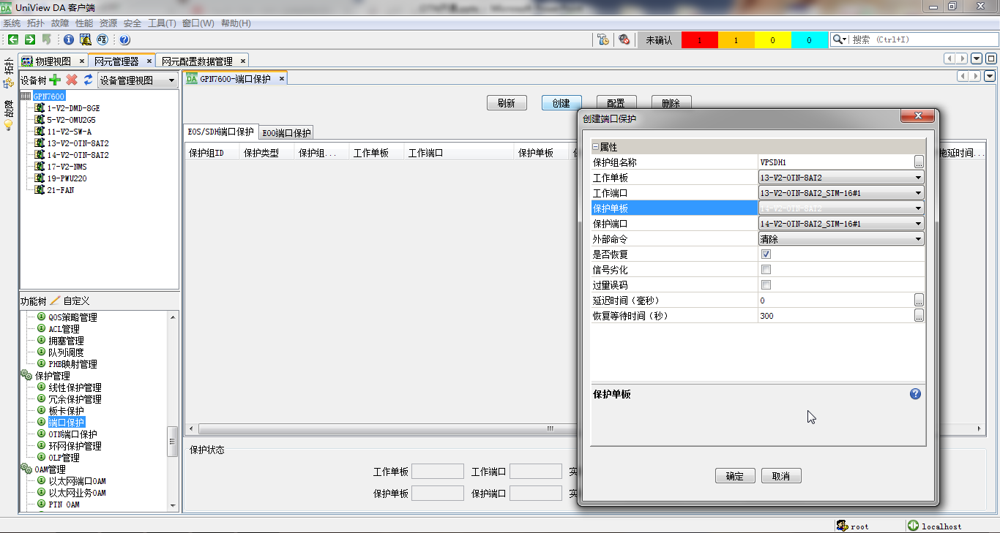 DA UniView DA 客户端
系统 拓扑 故障 性能 资源 安全 工具(T) 窗口(W) 帮助(H)
未确认 1 1 0 0 搜索 (Ctrl+I)
拓扑
故障
物理视图 × 网元管理器 × 网元配置数据管理 ×
设备树 设备管理视图
GPN7600
1-V2-DMD-8GE
5-V2-OMU2G5
11-V2-SW-A
13-V2-OTN-8AT2
14-V2-OTN-8AT2
17-V2-NMS
19-PWU220
21-FAN
功能树 自定义
QOS策略管理
ACL管理
拥塞管理
队列调度
PHB映射管理
保护管理
线性保护管理
冗余保护管理
板卡保护
端口保护
OTN端口保护
环网保护管理
OLP管理
OAM管理
以太网端口OAM
以太网业务OAM
PTN OAM
DA GPN7600-端口保护 ×
刷新 创建 配置 删除
EOS/SDH端口保护 EOO端口保护
保护组ID 保护类型 保护组... 工作单板 工作端口 保护单板 拖延时间...
保护状态
工作单板 工作端口 实
保护单板 保护端口 实
创建端口保护
属性
保护组名称 VPSDH1 ...
工作单板 13-V2-OTN-8AT2
工作端口 13-V2-OTN-8AT2_STM-16#1
保护单板 14-V2-OTN-8AT2
保护端口 14-V2-OTN-8AT2_STM-16#1
外部命令 清除
是否恢复
信号劣化
过量误码
延迟时间（毫秒） 0 ...
恢复等待时间（秒） 300 ...
保护单板
确定 取消
root localhost